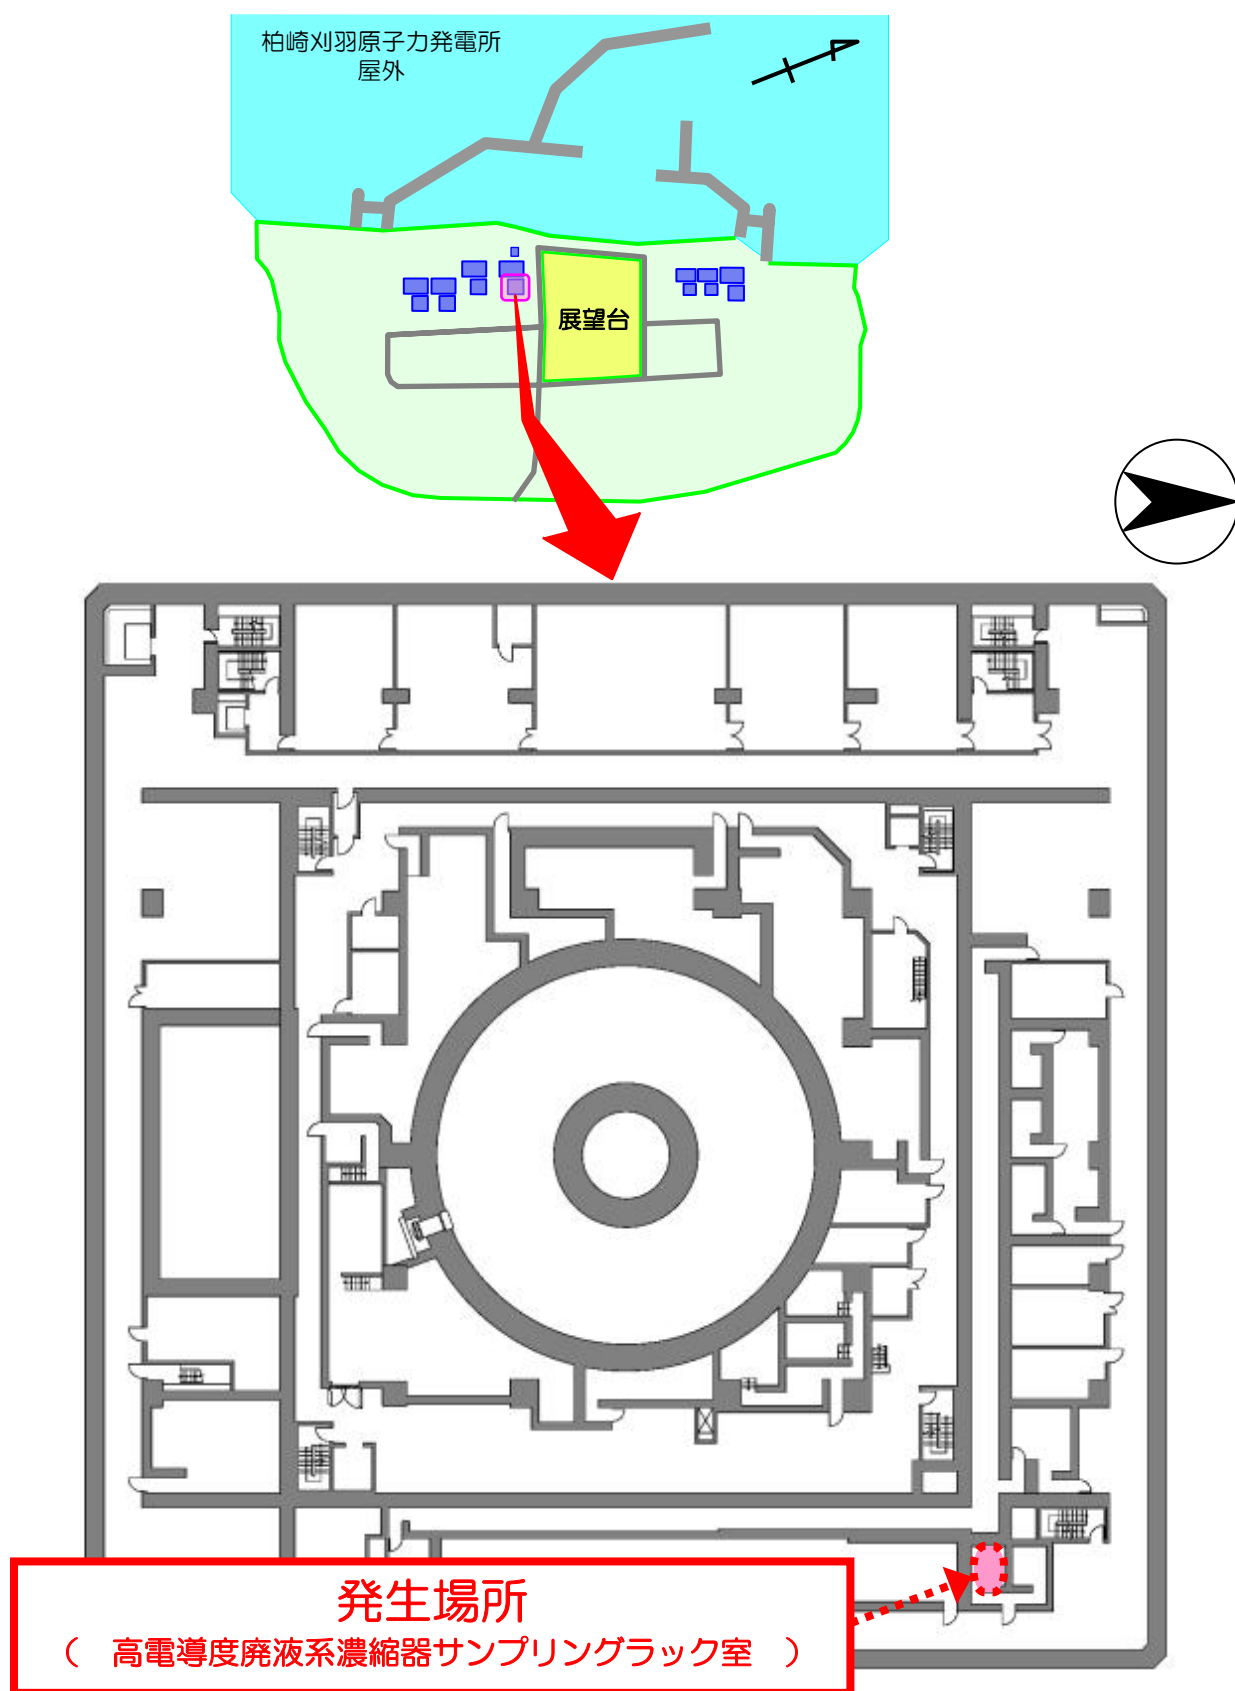 柏崎刈羽原子力発電所
屋外
展望台
発生場所
（　高電導度廃液系濃縮器サンプリングラック室　）